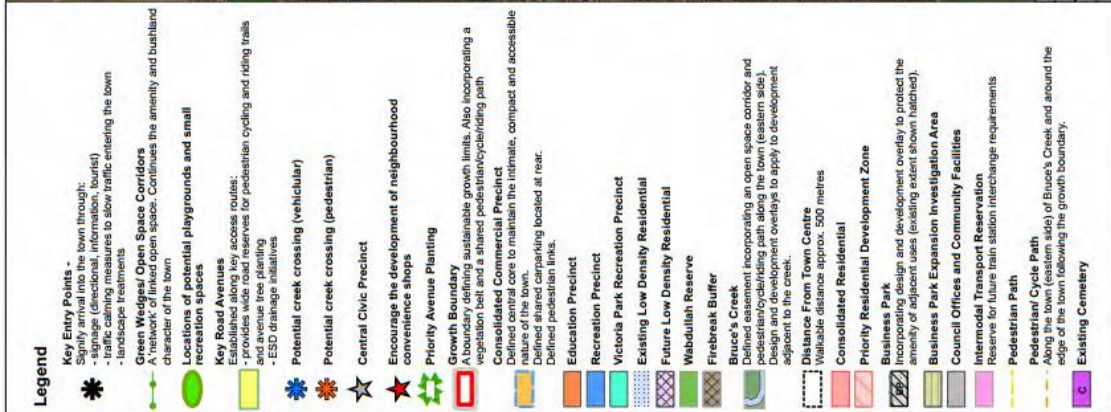 Legend
Key Entry Points -
Signify arrival into the town through:
- signage (directional, information, tourist)
- traffic calming measures to slow traffic entering the town
- landscape treatments
Green Wedges/ Open Space Corridors
A 'network' of linked open space. Continues the amenity and bushland
character of the town
Locations of potential playgrounds and small
recreation spaces
Key Road Avenues
Established along key access routes:
- provides wide road reserves for pedestrian cycling and riding trails
and avenue tree planting
- ESD drainage initiatives
Potential creek crossing (vehiclular)
Potential creek crossing (pedestrian)
Central Civic Precinct
Encourage the development of neighbourhood
convenience shops
Priority Avenue Planting
Growth Boundary
A boundary defining sustainable growth limits. Also incorporating a
vegetation belt and a shared pedestrian/cycle/riding path
Consolidated Commercial Precinct
Defined central core to maintain the intimate, compact and accessible
nature of the town.
Defined shared carparking located at rear.
Defined pedestrian links.
Education Precinct
Recreation Precinct
Victoria Park Recreation Precinct
Existing Low Density Residential
Future Low Density Residential
Wabdullah Reserve
Firebreak Buffer
Bruce's Creek
Defined easement incorporating an open space corridor and
pedestrian/bycle/riding path along the town (eastern side).
Design and development overlays to apply to development
adjacent to the creek.
Distance From Town Centre
Walkable distance approx. 500 metres
Consolidated Residential
Priority Residential Development Zone
BP
Business Park
Incorporating design and development overlay to protect the
amenity of adjacent uses (existing extent shown hatched).
Business Park Expansion Investigation Area
Council Offices and Community Facilities
Intermodal Transport Reservation
Reserve for future train station interchange requirements
Pedestrian Path
Pedestrian/ Cycle Path
Along the town (eastern side) of Bruce's Creek and around the
edge of the town following the growth boundary.
C
Existing Cemetery